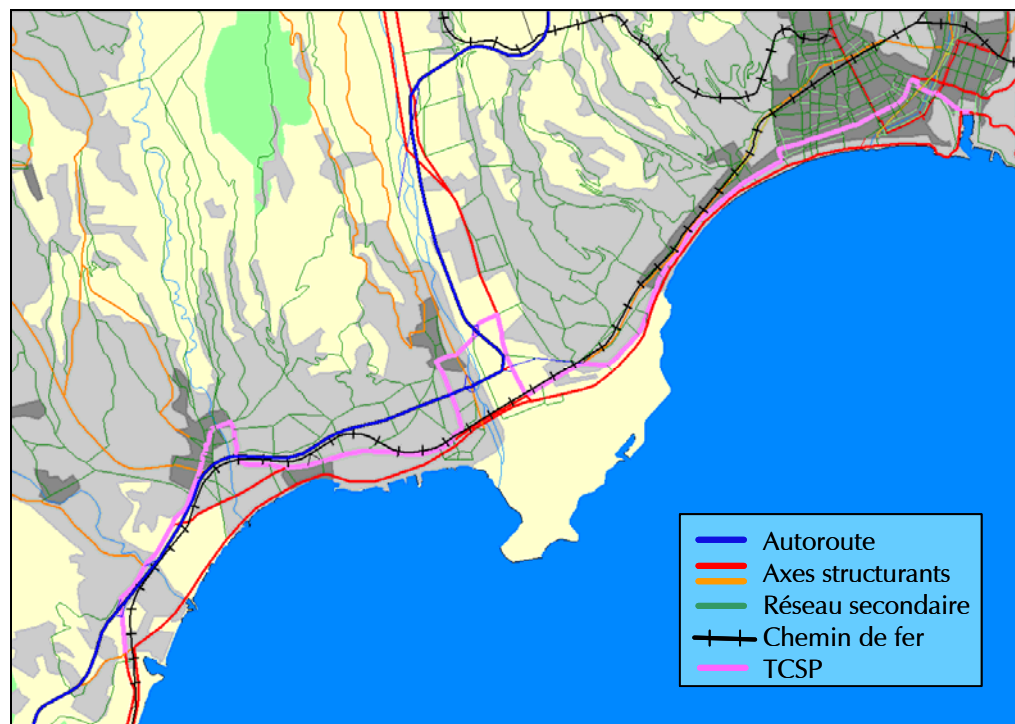 Autoroute
Axes structurants
Réseau secondaire
Chemin de fer
TCSP